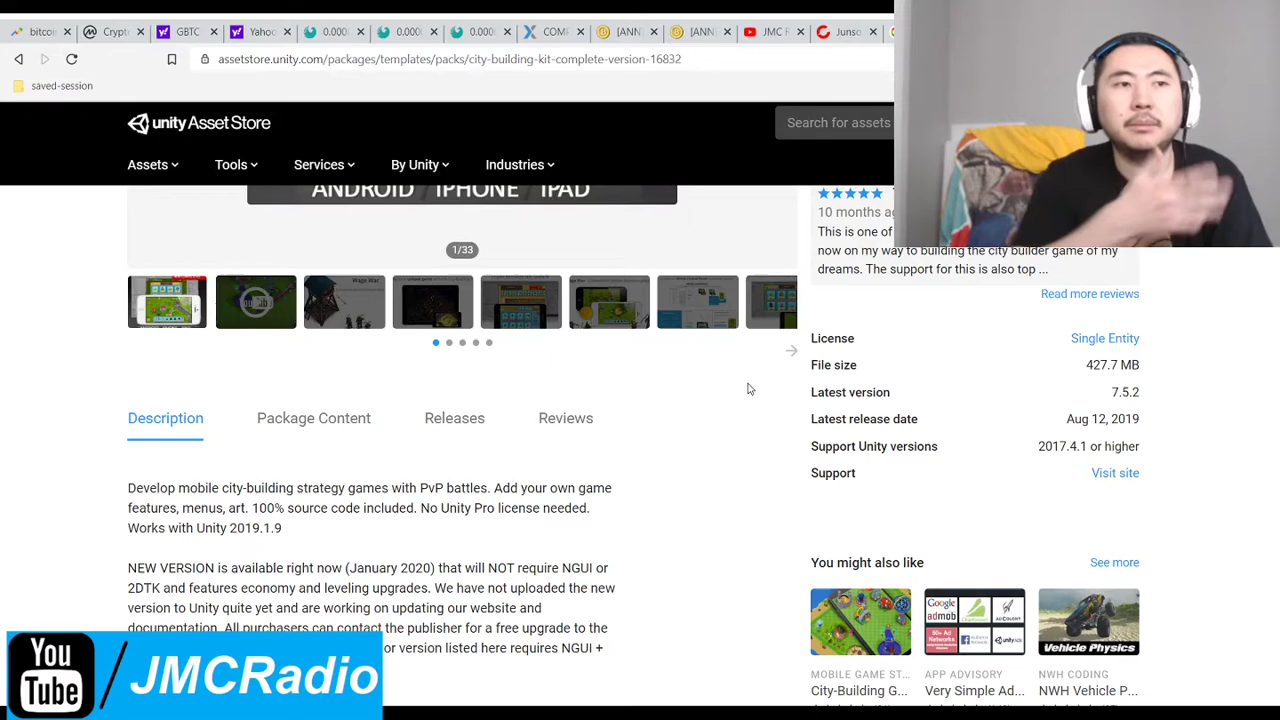 bitcoi
Crypt
GBTC
Yahoo
0.000
0.000
0.000
COM
[ANN
[ANN
JMC R
Junso
assetstore.unity.com/packages/templates/packs/city-building-kit-complete-version-16832
saved-session
unity Asset Store
Search for assets
Assets
Tools
Services
By Unity
Industries
ANDROID / IPHONE / IPAD
1/33
10 months ag
This is one of
now on my way to building the city builder game of my
dreams. The support for this is also top ...
Read more reviews
License Single Entity
File size 427.7 MB
Latest version 7.5.2
Latest release date Aug 12, 2019
Support Unity versions 2017.4.1 or higher
Support Visit site
Description
Package Content
Releases
Reviews
Develop mobile city-building strategy games with PvP battles. Add your own game
features, menus, art. 100% source code included. No Unity Pro license needed.
Works with Unity 2019.1.9
NEW VERSION is available right now (January 2020) that will NOT require NGUI or
2DTK and features economy and leveling upgrades. We have not uploaded the new
version to Unity quite yet and are working on updating our website and
documentation. can contact the publisher for a free upgrade to the
or version listed here requires NGUI +
You might also like
See more
Google
admob
unity ADS
Vehicle Physics
MOBILE GAME ST...
City-Building G...
APP ADVISORY
Very Simple Ad...
NWH CODING
NWH Vehicle P...
You
Tube
/ JMCRadio